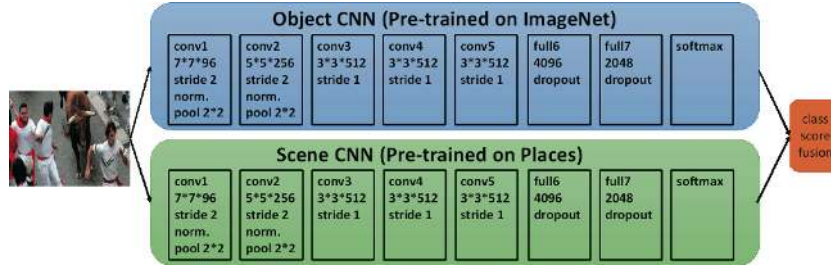 Object CNN (Pre-trained on ImageNet)
conv1
7*7*96
stride 2
norm.
pool 2*2
conv2
5*5*256
stride 2
norm.
pool 2*2
conv3
3*3*512
stride 1
conv4
3*3*512
stride 1
conv5
3*3*512
stride 1
full6
4096
dropout
full7
2048
dropout
softmax
Scene CNN (Pre-trained on Places)
conv1
7*7*96
stride 2
norm.
pool 2*2
conv2
5*5*256
stride 2
norm.
pool 2*2
conv3
3*3*512
stride 1
conv4
3*3*512
stride 1
conv5
3*3*512
stride 1
full6
4096
dropout
full7
2048
dropout
softmax
class
score
fusion